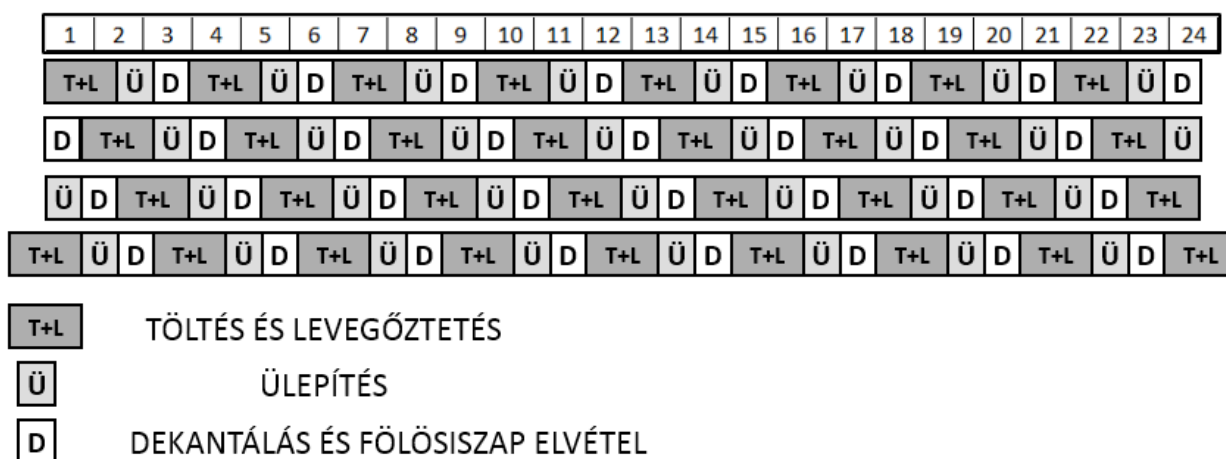 1 2 3 4 5 6 7 8 9 10 11 12 13 14 15 16 17 18 19 20 21 22 23 24
T+L Ü D T+L Ü D T+L Ü D T+L Ü D T+L Ü D T+L Ü D T+L Ü D T+L Ü D
D T+L Ü D T+L Ü D T+L Ü D T+L Ü D T+L Ü D T+L Ü D T+L Ü D T+L Ü
Ü D T+L Ü D T+L Ü D T+L Ü D T+L Ü D T+L Ü D T+L Ü D T+L Ü D T+L
T+L Ü D T+L Ü D T+L Ü D T+L Ü D T+L Ü D T+L Ü D T+L Ü D T+L Ü D T+L
T+L TÖLTÉS ÉS LEVEGŐZTETÉS
Ü ÜLEPÍTÉS
D DEKANTÁLÁS ÉS FÖLÖSISZAP ELVÉTEL